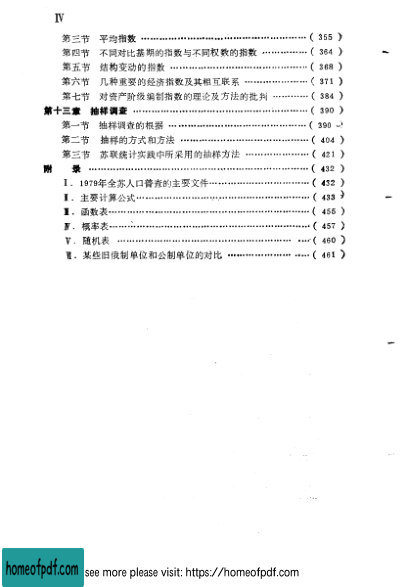 Ⅳ
第三节 平均指数 ……………………………………………( 355 )
第四节 不同对比基期的指数与不同权数的指数 …………( 364 )
第五节 结构变动的指数 ……………………………………( 368 )
第六节 几种重要的经济指数及其相互联系 ………………( 371 )
第七节 对资产阶级编制指数的理论及方法的批判 ………( 384 )
第十三章 抽样调查 …………………………………………( 390 )
第一节 抽样调查的根据 ……………………………………( 390 )
第二节 抽样的方式和方法 …………………………………( 404 )
第三节 苏联统计实践中所采用的抽样方法 ………………( 421 )
附 录 …………………………………………………………( 432 )
Ⅰ．1979年全苏人口普查的主要文件………………………( 432 )
Ⅱ．主要计算公式……………………………………………( 433 )
Ⅲ．函数表……………………………………………………( 455 )
Ⅳ．概率表……………………………………………………( 457 )
Ⅴ．随机表 …………………………………………………( 460 )
Ⅵ．某些旧俄制单位和公制单位的对比 …………………( 461 )
homeofpdf.com
see more please visit: https://homeofpdf.com